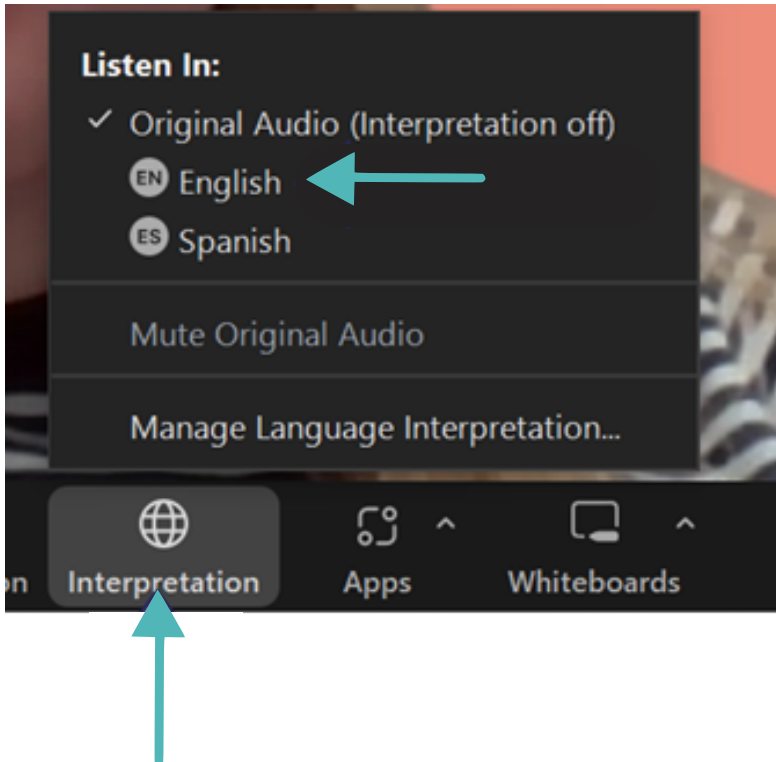 Listen In:
Original Audio (Interpretation off)
EN English
ES Spanish
Mute Original Audio
Manage Language Interpretation...
on Interpretation Apps Whiteboards